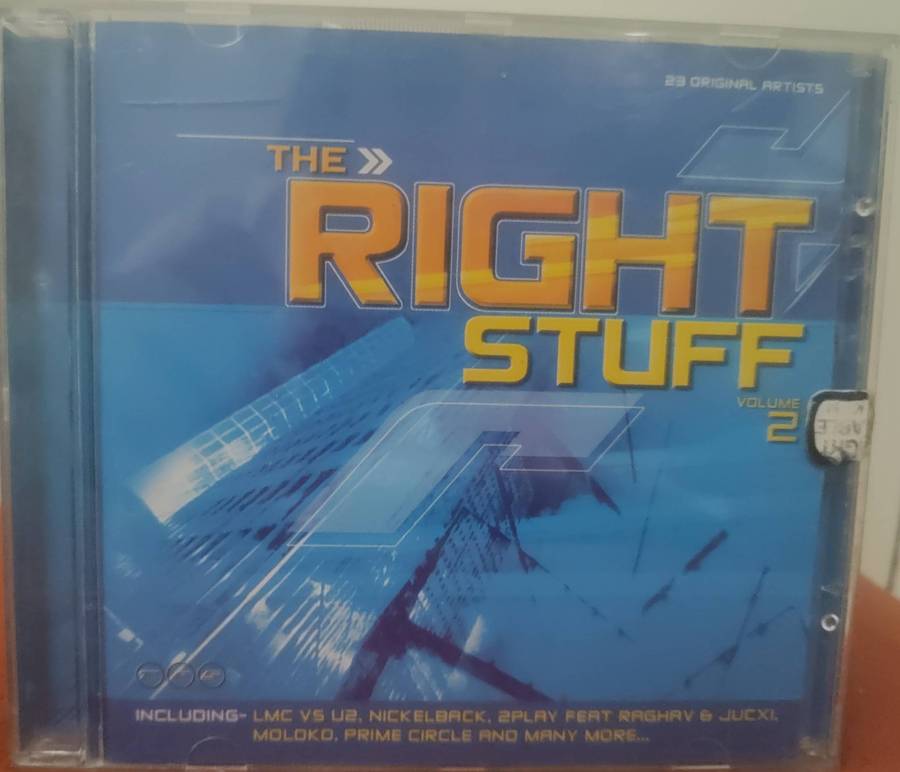 23 ORIGINAL ARTISTS
THE
RIGHT
STUFF
VOLUME
2
INCLUDING- LMC VS U2, NICKELBACK, 2PLAY FEAT RAGHAV & JUCXI,
MOLOKO, PRIME CIRCLE AND MANY MORE...